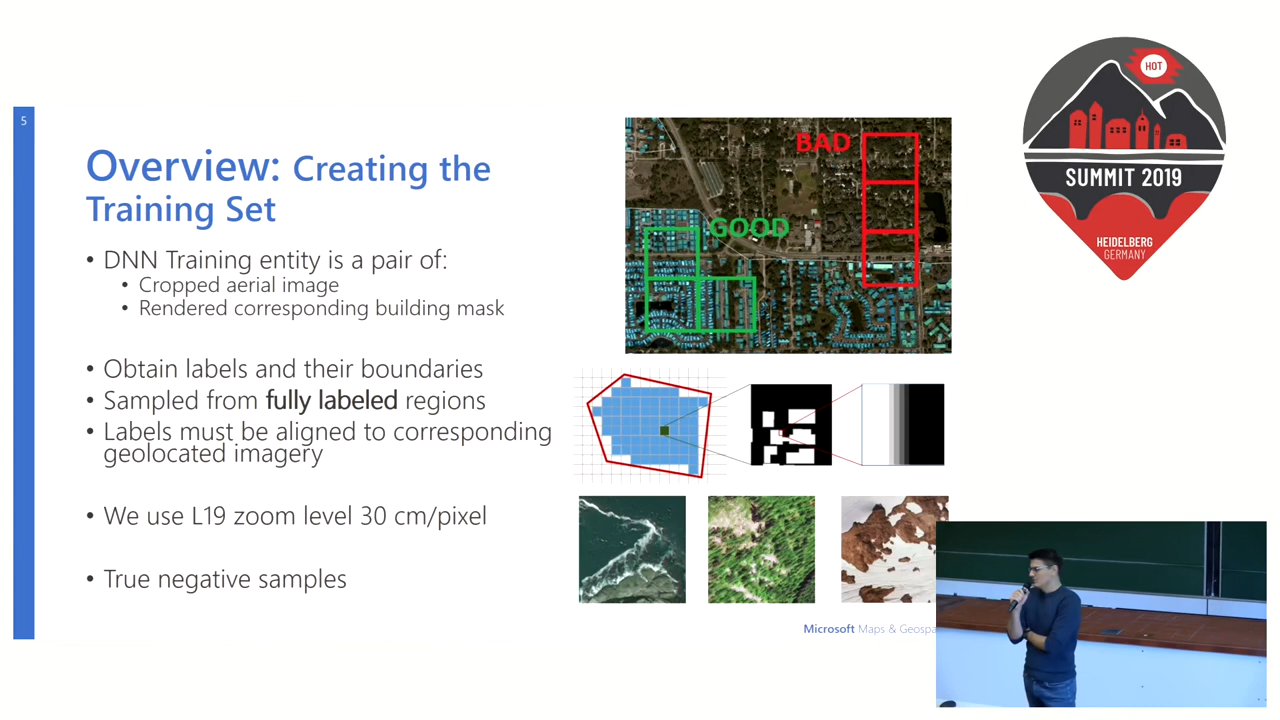 5
Overview: Creating the
Training Set
• DNN Training entity is a pair of:
• Cropped aerial image
• Rendered corresponding building mask
• Obtain labels and their boundaries
• Sampled from fully labeled regions
• Labels must be aligned to corresponding
geolocated imagery
• We use L19 zoom level 30 cm/pixel
• True negative samples
BAD
GOOD
Microsoft Maps & Geospa
HOT
SUMMIT 2019
HEIDELBERG
GERMANY